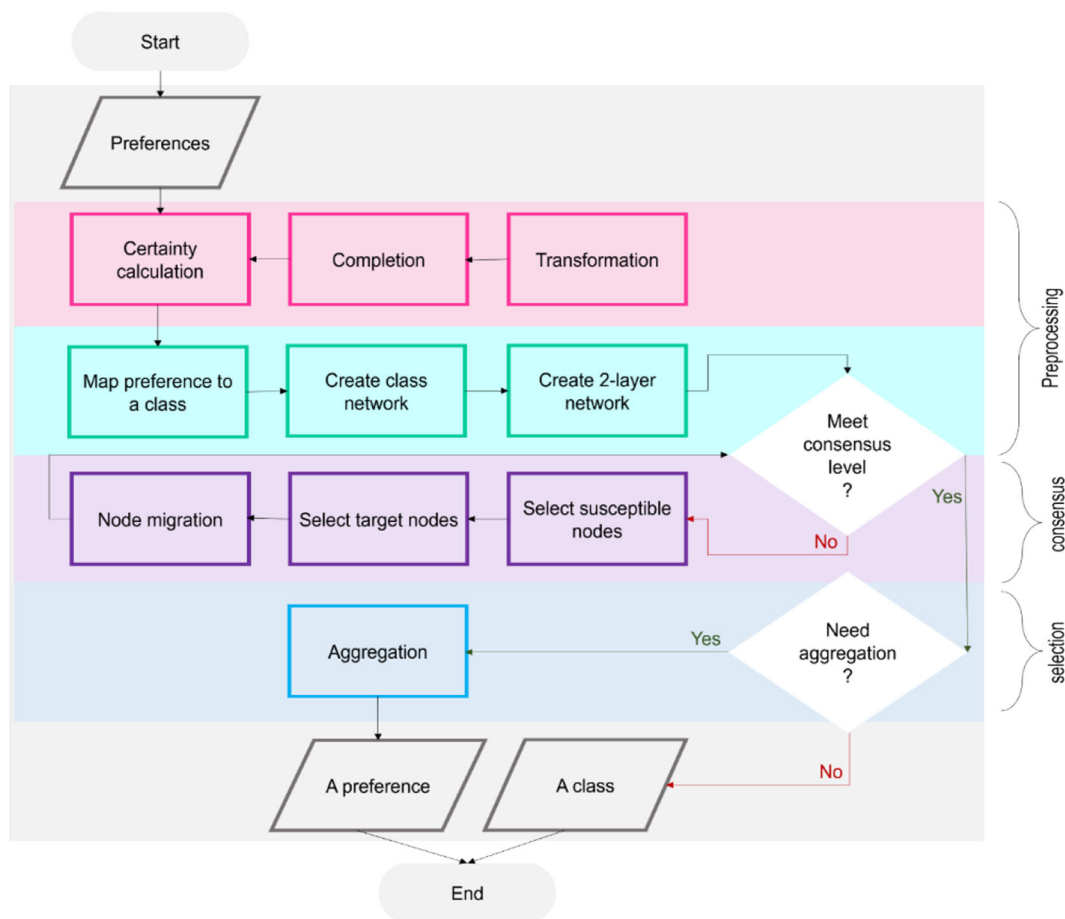 Start
Preferences
Certainty
calculation
Completion
Transformation
Preprocessing
Map preference to
a class
Create class
network
Create 2-layer
network
Meet
consensus
level
?
Yes
No
Node migration
Select target nodes
Select susceptible
nodes
consensus
Aggregation
Yes
Need
aggregation
?
selection
No
A preference
A class
End